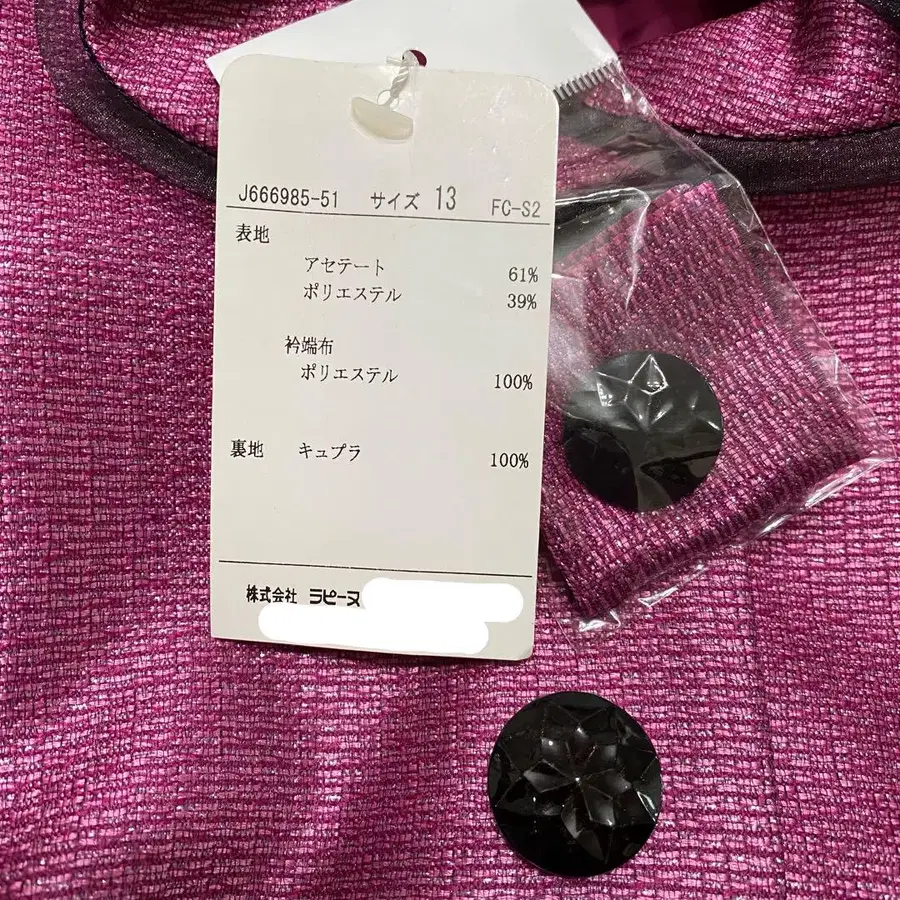 J666985-51 サイズ 13 FC-S2
表地
アセテート 61%
ポリエステル 39%
衿端布
ポリエステル 100%
裏地 キュプラ 100%
株式会社 ラピーヌ